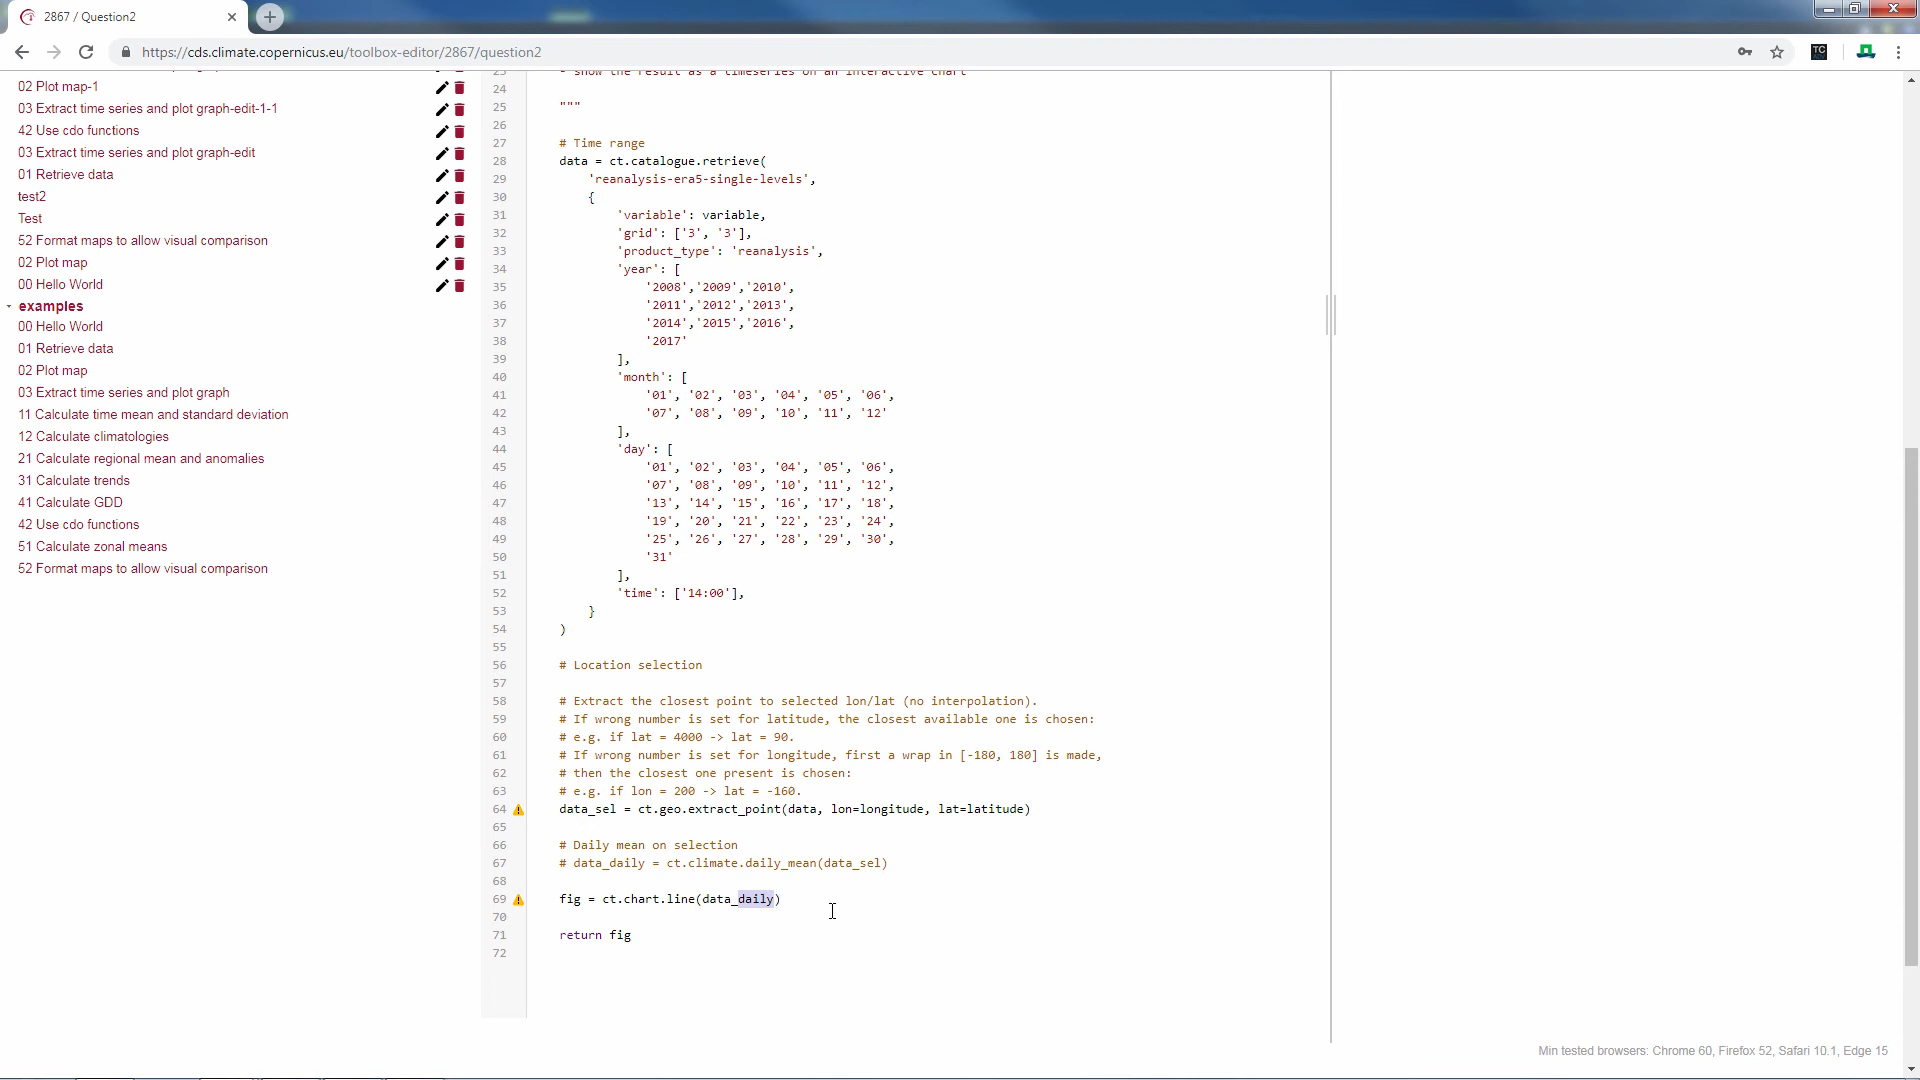 2867 / Question2
https://cds.climate.copernicus.eu/toolbox-editor/2867/question2
TC
02 Plot map-1
03 Extract time series and plot graph-edit-1-1
42 Use cdo functions
03 Extract time series and plot graph-edit
01 Retrieve data
test2
Test
52 Format maps to allow visual comparison
02 Plot map
00 Hello World
examples
00 Hello World
01 Retrieve data
02 Plot map
03 Extract time series and plot graph
11 Calculate time mean and standard deviation
12 Calculate climatologies
21 Calculate regional mean and anomalies
31 Calculate trends
41 Calculate GDD
42 Use cdo functions
51 Calculate zonal means
52 Format maps to allow visual comparison
23 - show the result as a timeseries on an interactive chart
24
25 """
26
27 # Time range
28 data = ct.catalogue.retrieve(
29 'reanalysis-era5-single-levels',
30 {
31 'variable': variable,
32 'grid': ['3', '3'],
33 'product_type': 'reanalysis',
34 'year': [
35 '2008','2009','2010',
36 '2011','2012','2013',
37 '2014','2015','2016',
38 '2017'
39 ],
40 'month': [
41 '01', '02', '03', '04', '05', '06',
42 '07', '08', '09', '10', '11', '12'
43 ],
44 'day': [
45 '01', '02', '03', '04', '05', '06',
46 '07', '08', '09', '10', '11', '12',
47 '13', '14', '15', '16', '17', '18',
48 '19', '20', '21', '22', '23', '24',
49 '25', '26', '27', '28', '29', '30',
50 '31'
51 ],
52 'time': ['14:00'],
53 }
54 )
55
56 # Location selection
57
58 # Extract the closest point to selected lon/lat (no interpolation).
59 # If wrong number is set for latitude, the closest available one is chosen:
60 # e.g. if lat = 4000 -> lat = 90.
61 # If wrong number is set for longitude, first a wrap in [-180, 180] is made,
62 # then the closest one present is chosen:
63 # e.g. if lon = 200 -> lat = -160.
64 data_sel = ct.geo.extract_point(data, lon=longitude, lat=latitude)
65
66 # Daily mean on selection
67 # data_daily = ct.climate.daily_mean(data_sel)
68
69 fig = ct.chart.line(data_daily)
70
71 return fig
72
Min tested browsers: Chrome 60, Firefox 52, Safari 10.1, Edge 15